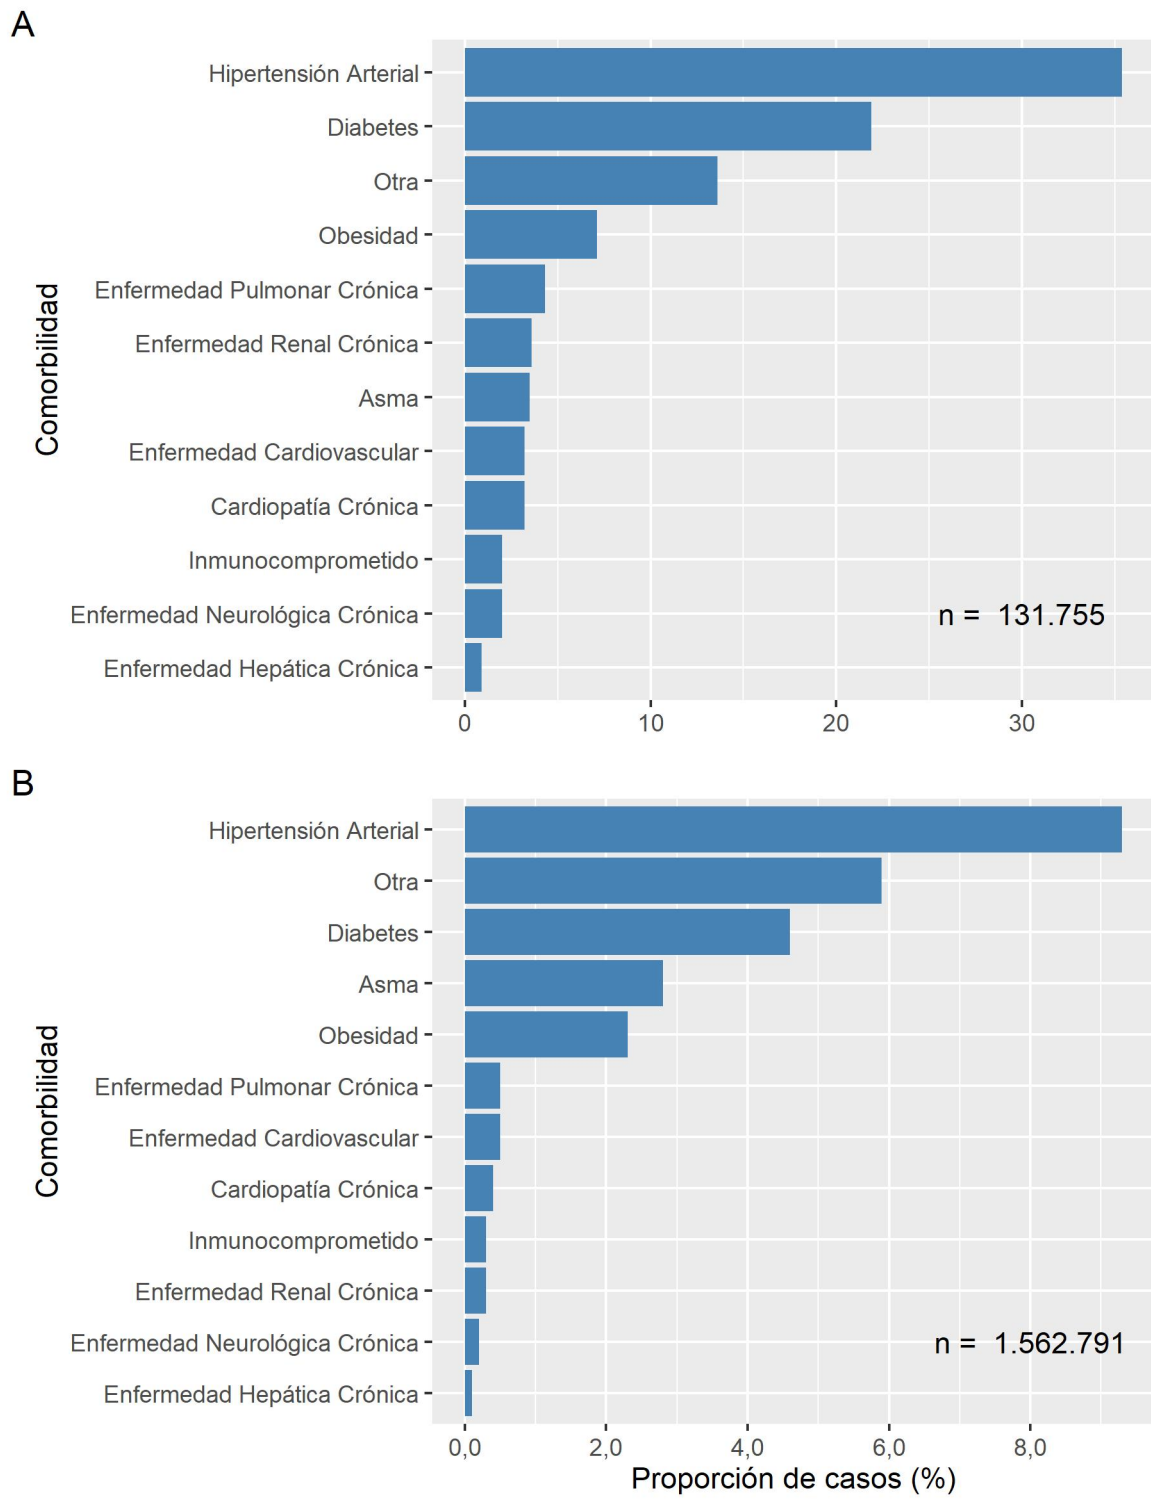 A
Hipertensión Arterial
Diabetes
Otra
Obesidad
Enfermedad Pulmonar Crónica
Enfermedad Renal Crónica
Asma
Enfermedad Cardiovascular
Cardiopatía Crónica
Inmunocomprometido
Enfermedad Neurológica Crónica
Enfermedad Hepática Crónica
Comorbilidad
n = 131.755
0 10 20 30
B
Hipertensión Arterial
Otra
Diabetes
Asma
Obesidad
Enfermedad Pulmonar Crónica
Enfermedad Cardiovascular
Cardiopatía Crónica
Inmunocomprometido
Enfermedad Renal Crónica
Enfermedad Neurológica Crónica
Enfermedad Hepática Crónica
Comorbilidad
n = 1.562.791
0,0 2,0 4,0 6,0 8,0
Proporción de casos (%)